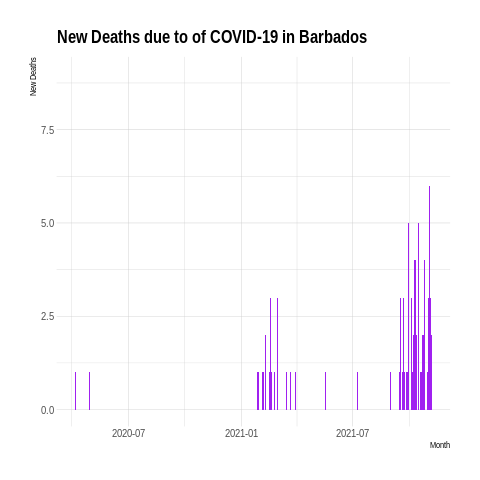 New Deaths due to of COVID-19 in Barbados
New Deaths
7.5
5.0
2.5
0.0
2020-07
2021-01
2021-07
Month